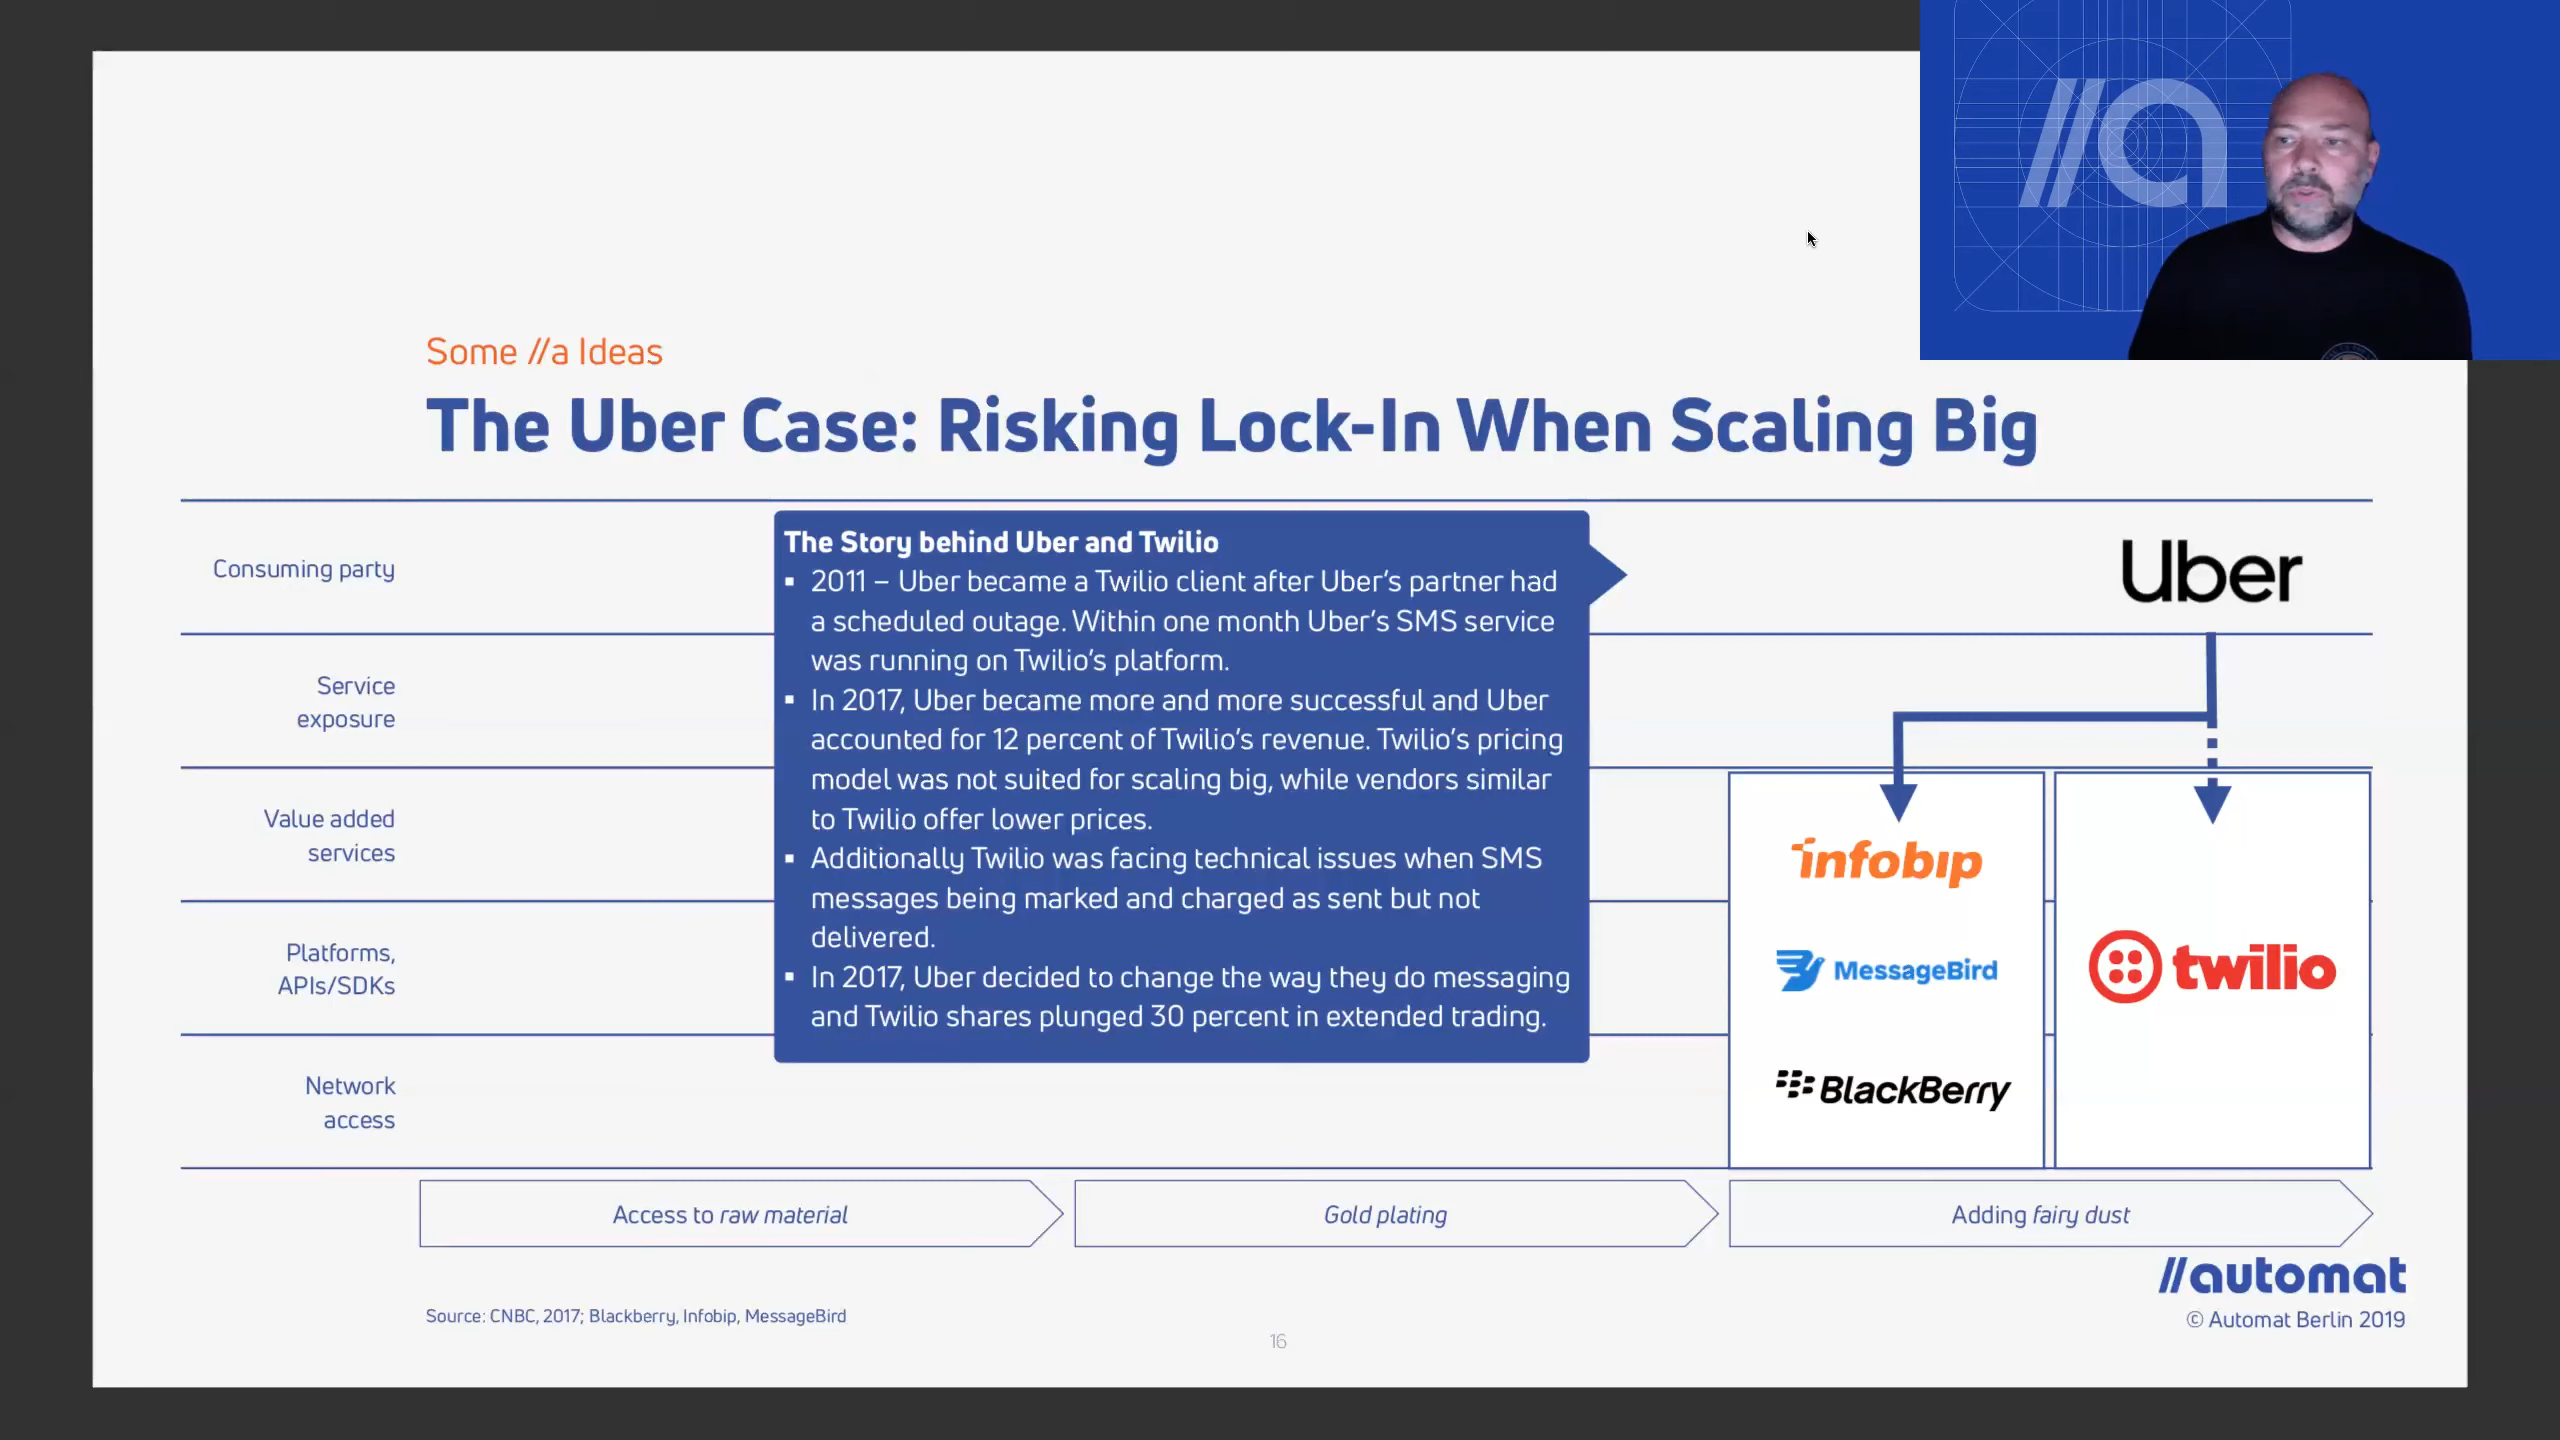 //a
Some //a Ideas
The Uber Case: Risking Lock-In When Scaling Big
Consuming party
Service
exposure
Value added
services
Platforms,
APIs/SDKs
Network
access
The Story behind Uber and Twilio
▪ 2011 – Uber became a Twilio client after Uber's partner had
a scheduled outage. Within one month Uber's SMS service
was running on Twilio's platform.
▪ In 2017, Uber became more and more successful and Uber
accounted for 12 percent of Twilio's revenue. Twilio's pricing
model was not suited for scaling big, while vendors similar
to Twilio offer lower prices.
▪ Additionally Twilio was facing technical issues when SMS
messages being marked and charged as sent but not
delivered.
▪ In 2017, Uber decided to change the way they do messaging
and Twilio shares plunged 30 percent in extended trading.
Uber
infobip
MessageBird
BlackBerry
twilio
Access to raw material
Gold plating
Adding fairy dust
//automat
© Automat Berlin 2019
Source: CNBC, 2017; Blackberry, Infobip, MessageBird
16